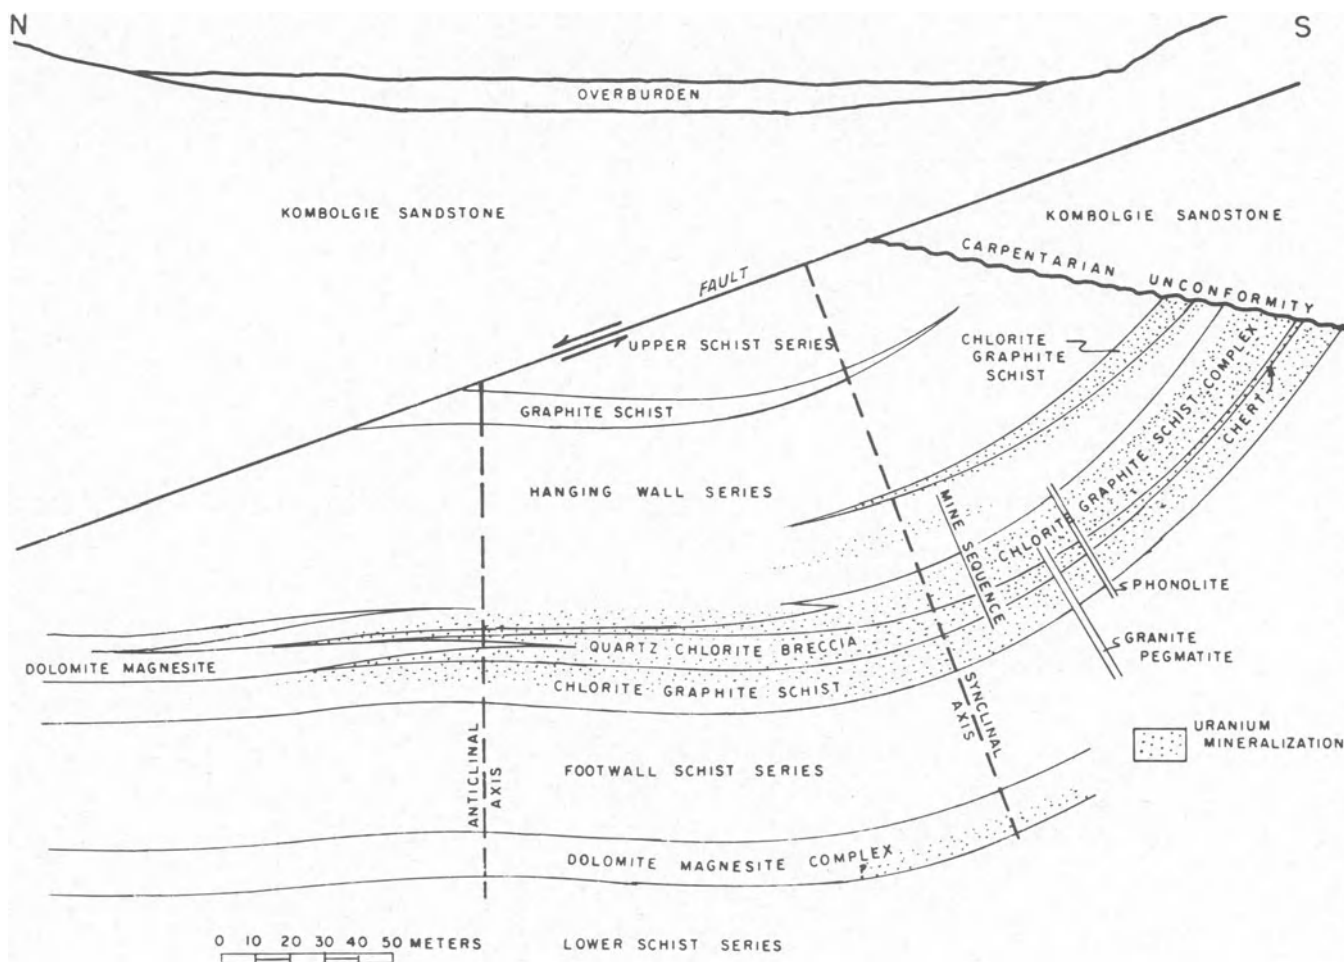 N
S
OVERBURDEN
KOMBOLGIE SANDSTONE
KOMBOLGIE SANDSTONE
CARPENTARIAN UNCONFORMITY
FAULT
UPPER SCHIST SERIES
CHLORITE
GRAPHITE
SCHIST
GRAPHITE SCHIST
CHLORITE GRAPHITE SCHIST COMPLEX
CHERT
HANGING WALL SERIES
MINE SEQUENCE
PHONOLITE
GRANITE
PEGMATITE
QUARTZ CHLORITE BRECCIA
DOLOMITE MAGNESITE
CHLORITE GRAPHITE SCHIST
SYNCLINAL
AXIS
URANIUM
MINERALIZATION
ANTICLINAL
AXIS
FOOTWALL SCHIST SERIES
DOLOMITE MAGNESITE COMPLEX
0 10 20 30 40 50 METERS
LOWER SCHIST SERIES